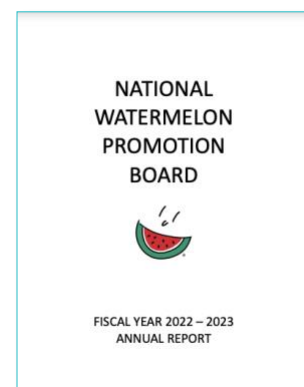 NATIONAL
WATERMELON
PROMOTION
BOARD
FISCAL YEAR 2022 – 2023
ANNUAL REPORT